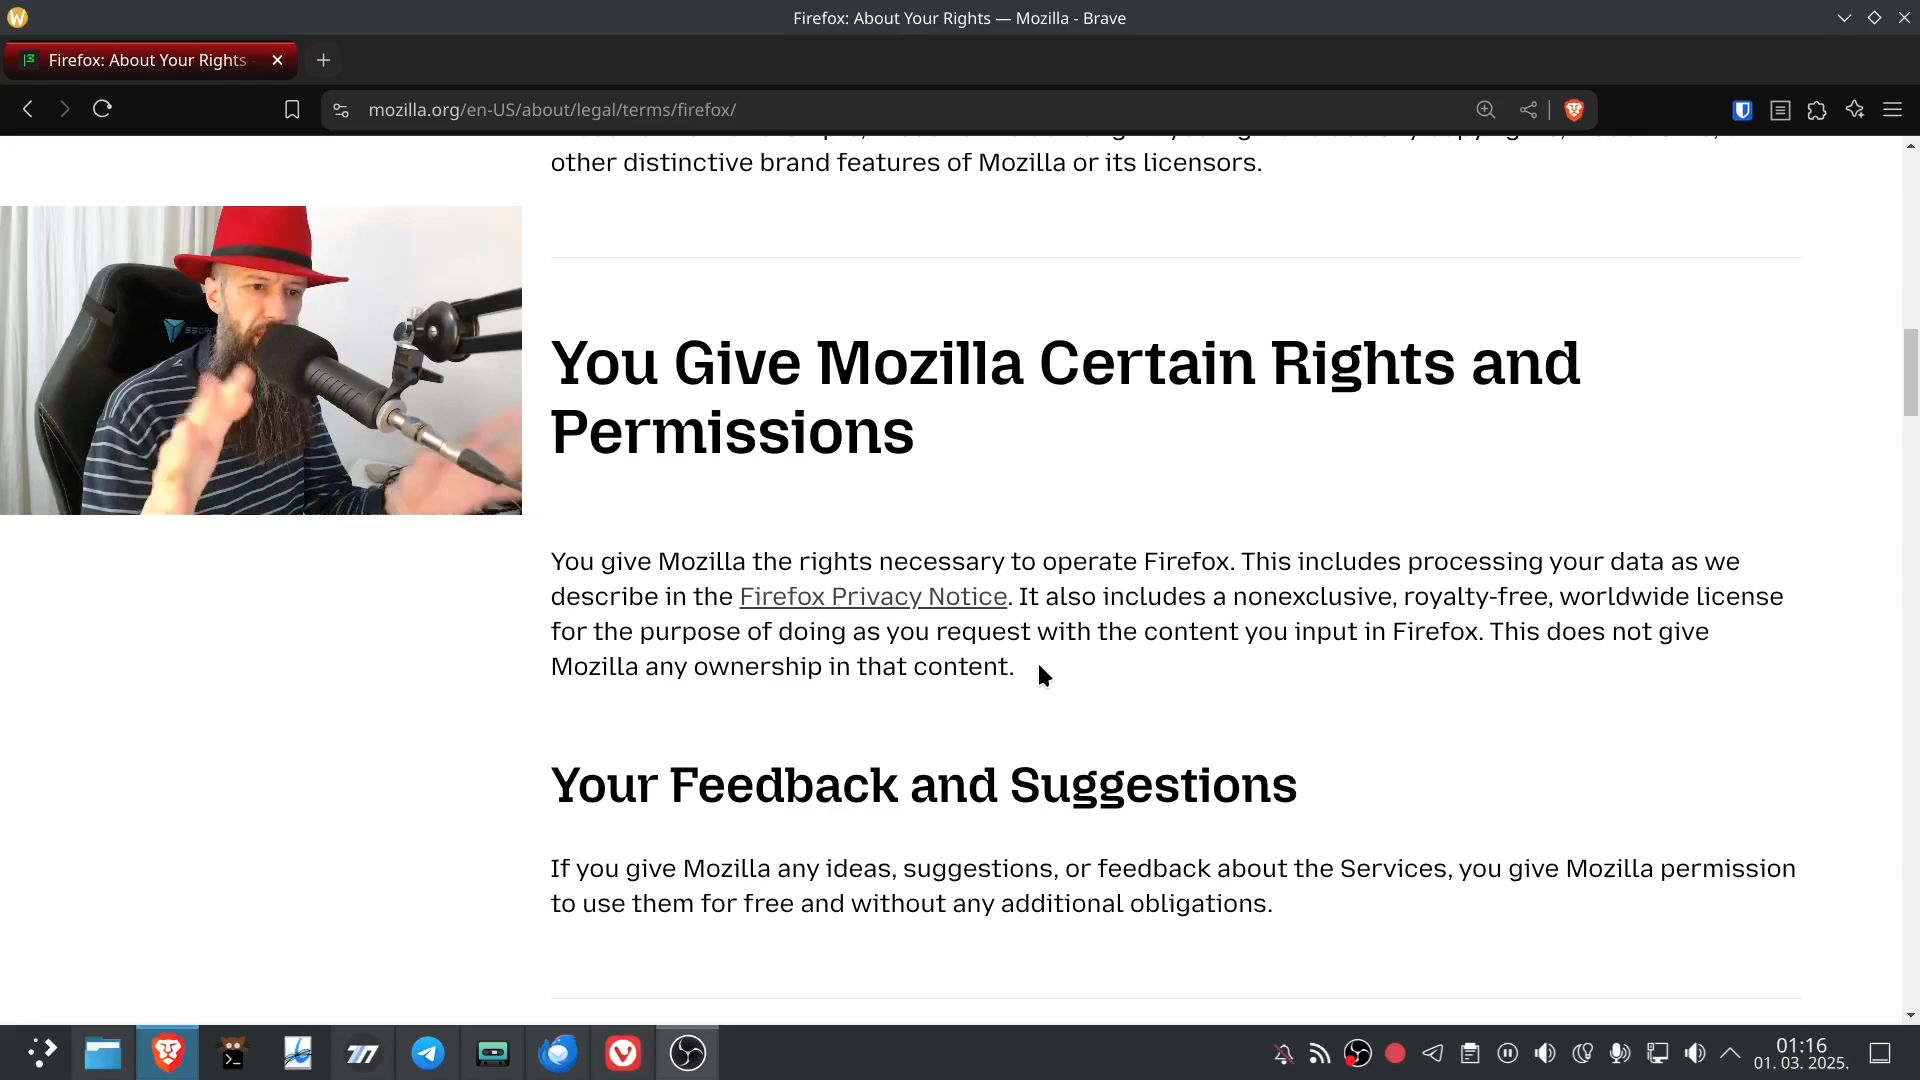 Firefox: About Your Rights — Mozilla - Brave
Firefox: About Your Rights
mozilla.org/en-US/about/legal/terms/firefox/
other distinctive brand features of Mozilla or its licensors.
You Give Mozilla Certain Rights and
Permissions
You give Mozilla the rights necessary to operate Firefox. This includes processing your data as we
describe in the Firefox Privacy Notice. It also includes a nonexclusive, royalty-free, worldwide license
for the purpose of doing as you request with the content you input in Firefox. This does not give
Mozilla any ownership in that content.
Your Feedback and Suggestions
If you give Mozilla any ideas, suggestions, or feedback about the Services, you give Mozilla permission
to use them for free and without any additional obligations.
01:16
01. 03. 2025.